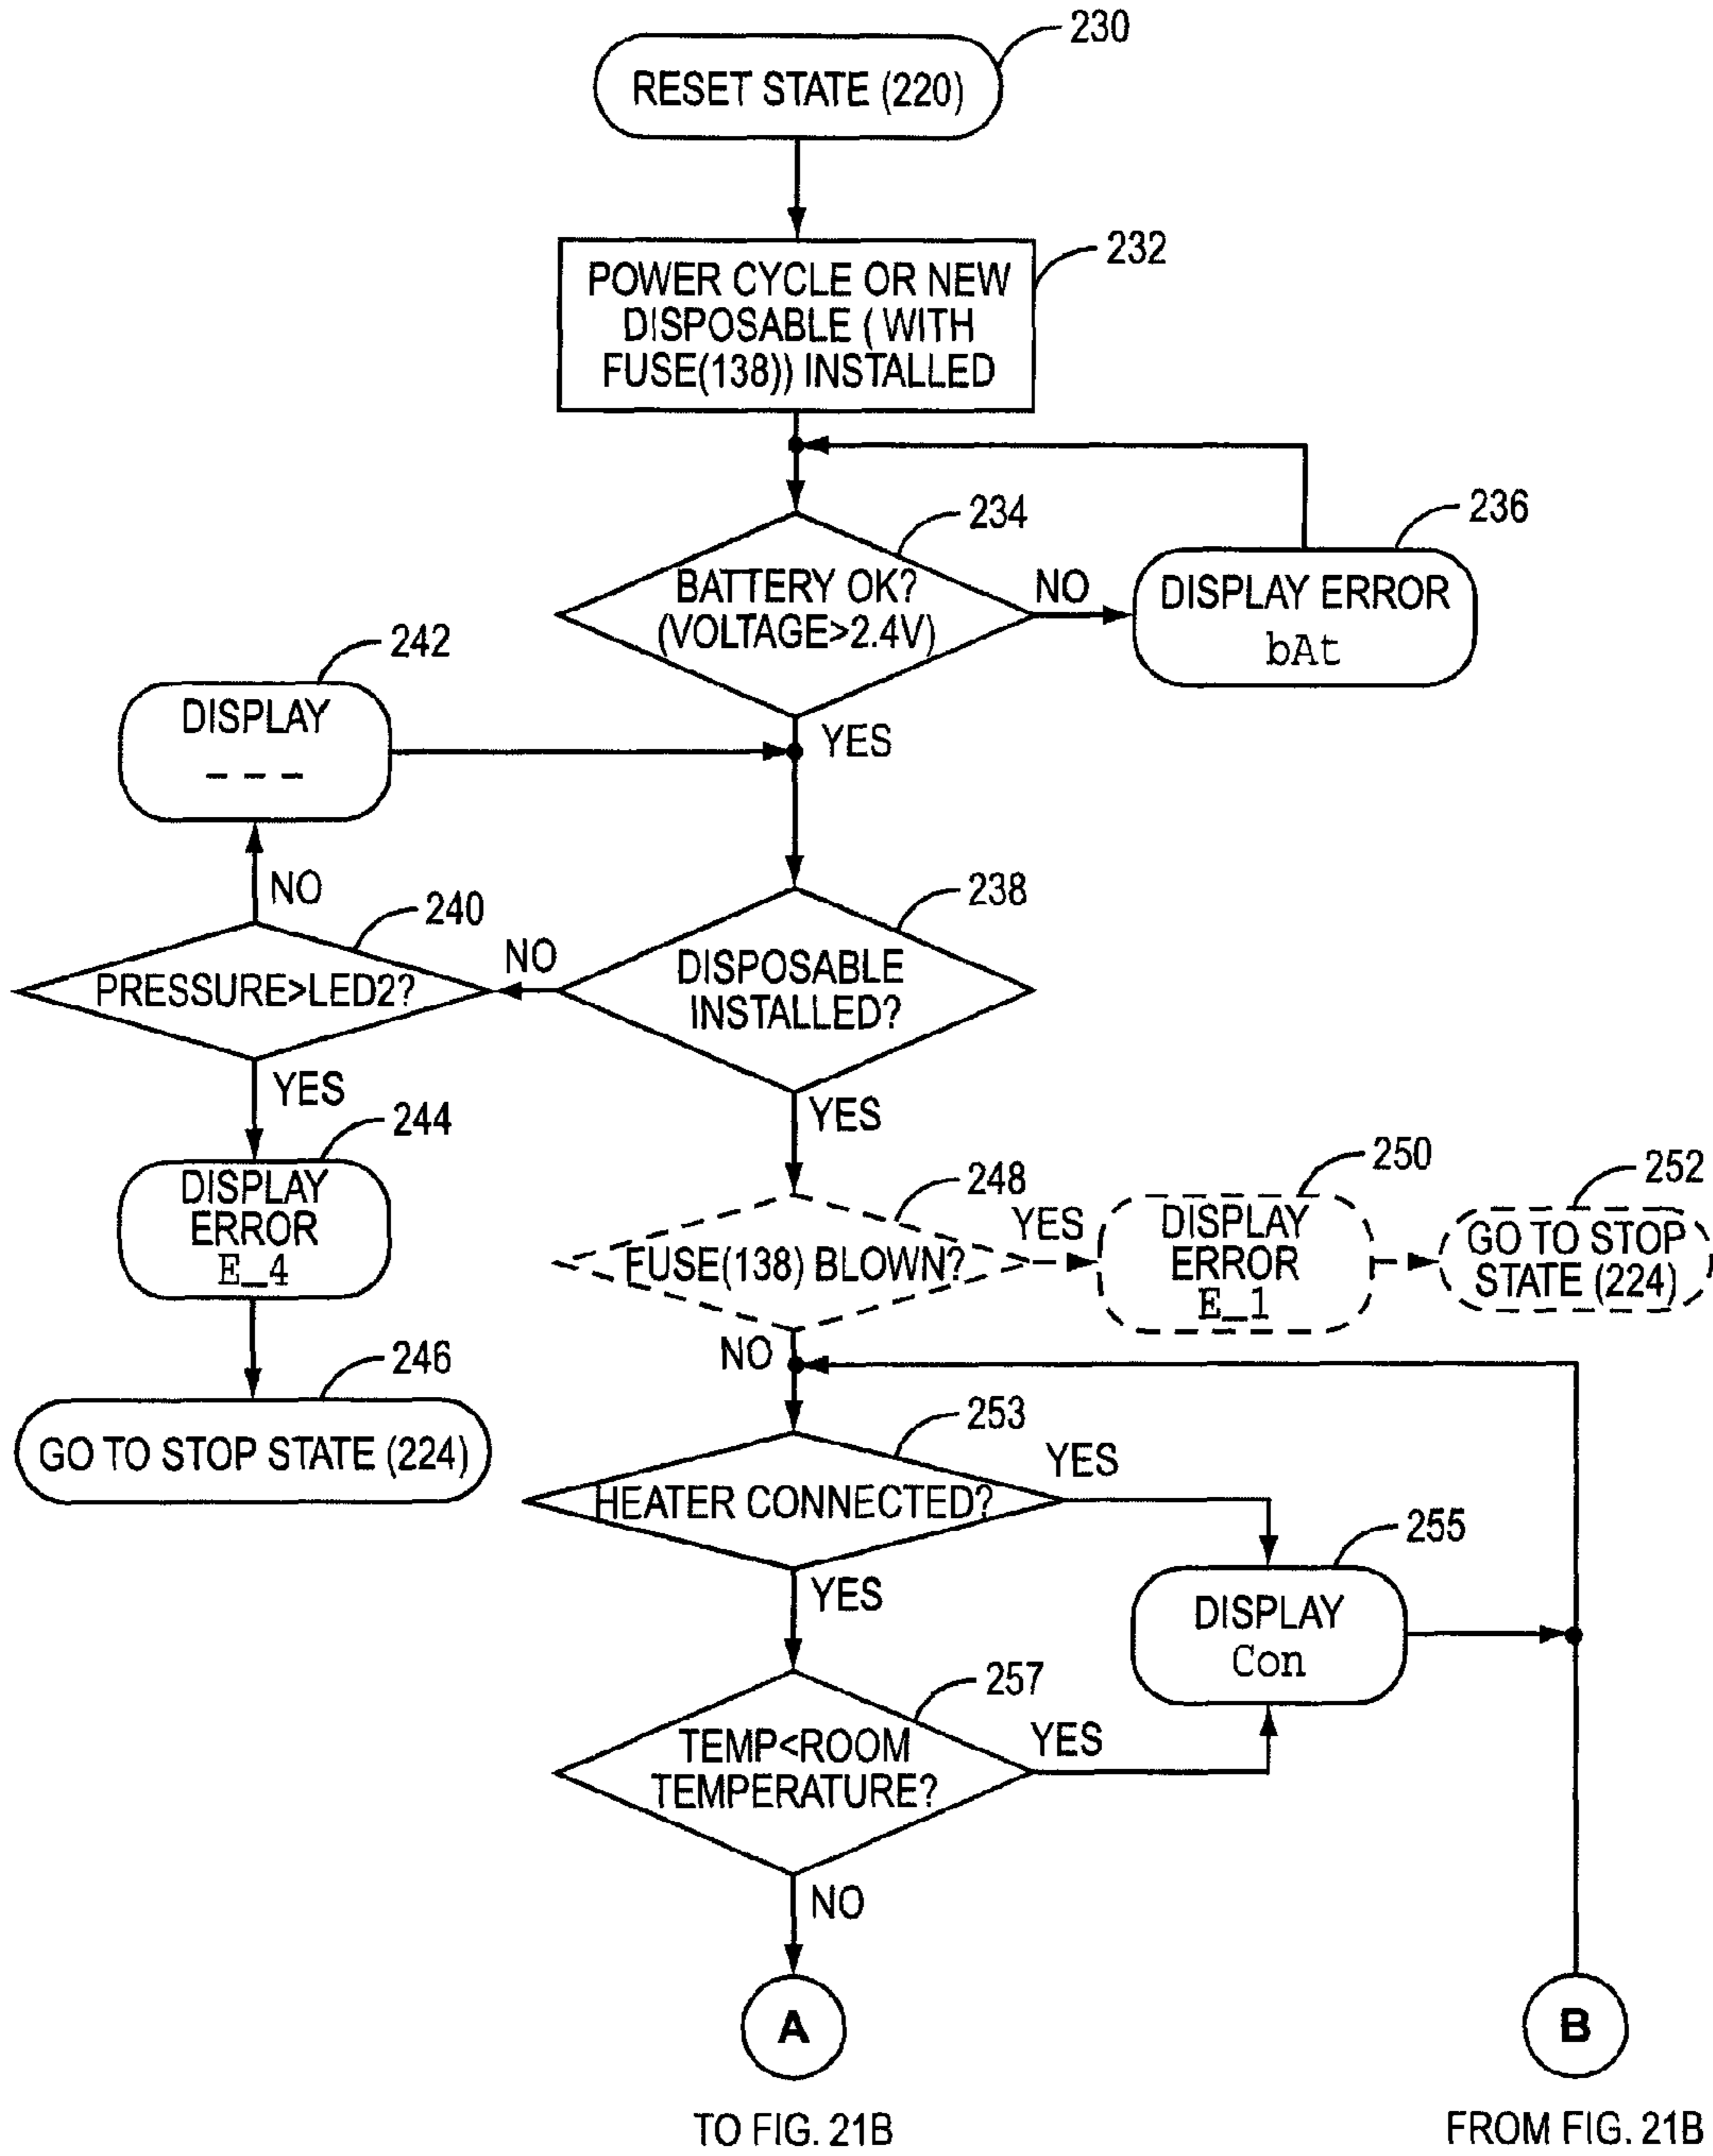 230
RESET STATE (220)
232
POWER CYCLE OR NEW
DISPOSABLE ( WITH
FUSE(138)) INSTALLED
234
BATTERY OK?
(VOLTAGE>2.4V)
NO
236
DISPLAY ERROR
bAt
242
DISPLAY
– – –
YES
NO
240
PRESSURE>LED2?
NO
238
DISPOSABLE
INSTALLED?
YES
YES
244
DISPLAY
ERROR
E_4
248
FUSE(138) BLOWN?
YES
250
DISPLAY
ERROR
E_1
252
GO TO STOP
STATE (224)
NO
246
GO TO STOP STATE (224)
253
HEATER CONNECTED?
YES
YES
255
DISPLAY
Con
257
TEMP<ROOM
TEMPERATURE?
YES
NO
A
B
TO FIG. 21B
FROM FIG. 21B